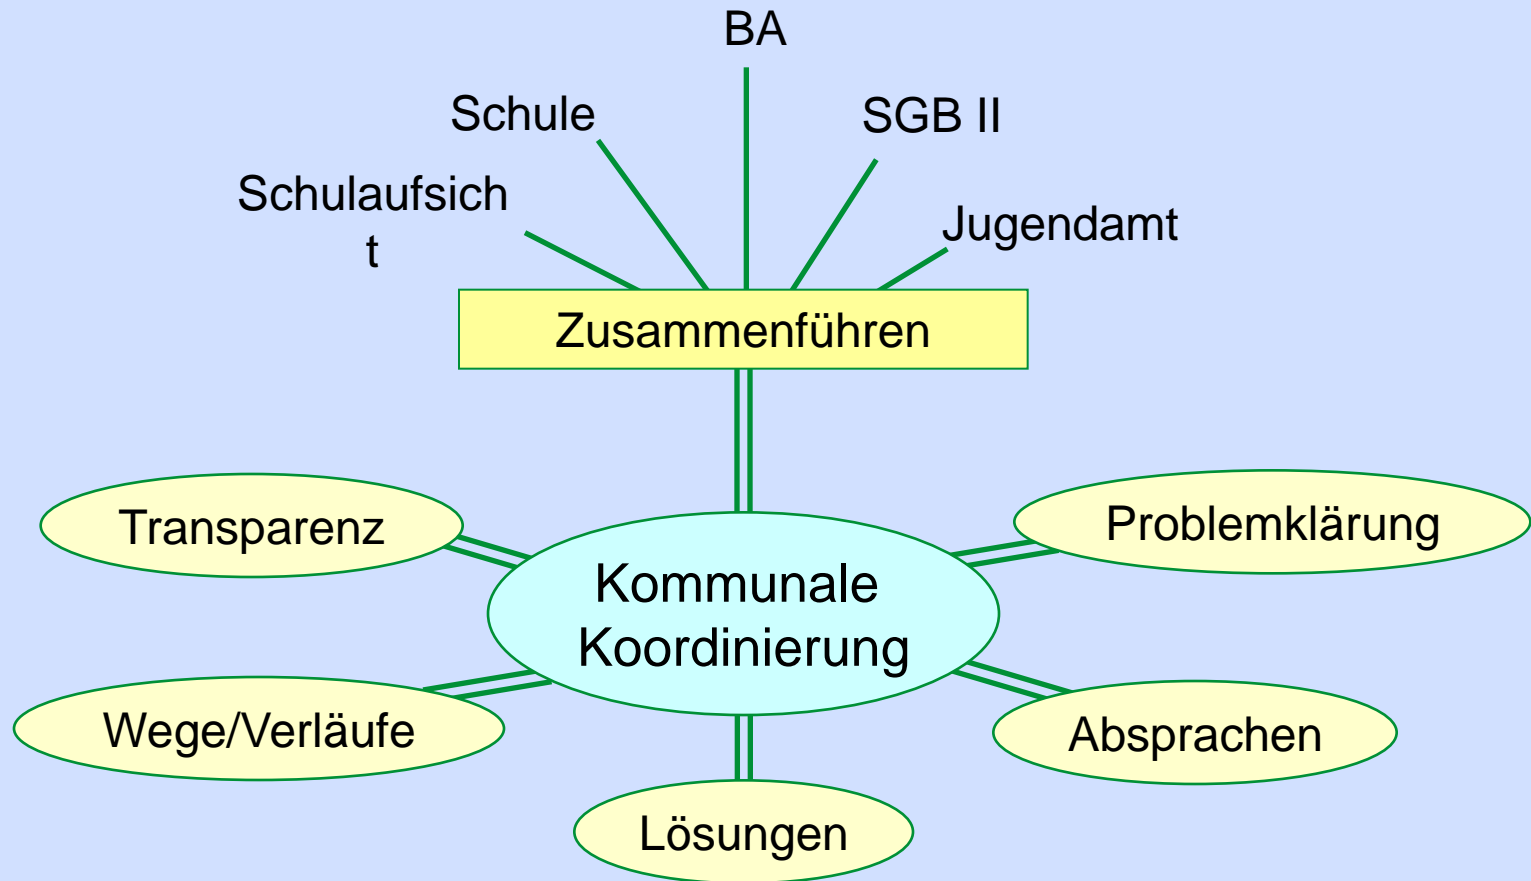 BA
Schule
SGB II
Schulaufsich
t
Jugendamt
Zusammenführen
Transparenz
Problemklärung
Kommunale
Koordinierung
Wege/Verläufe
Absprachen
Lösungen